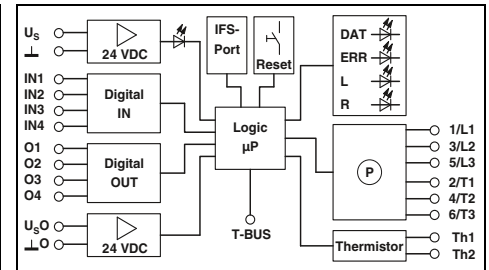 US
24 VDC
IFS-
Port
Reset
DAT
ERR
L
R
IN1
IN2
IN3
IN4
Digital
IN
Logic
µP
P
1/L1
3/L2
5/L3
2/T1
4/T2
6/T3
O1
O2
O3
O4
Digital
OUT
USO
O
24 VDC
T-BUS
Thermistor
Th1
Th2